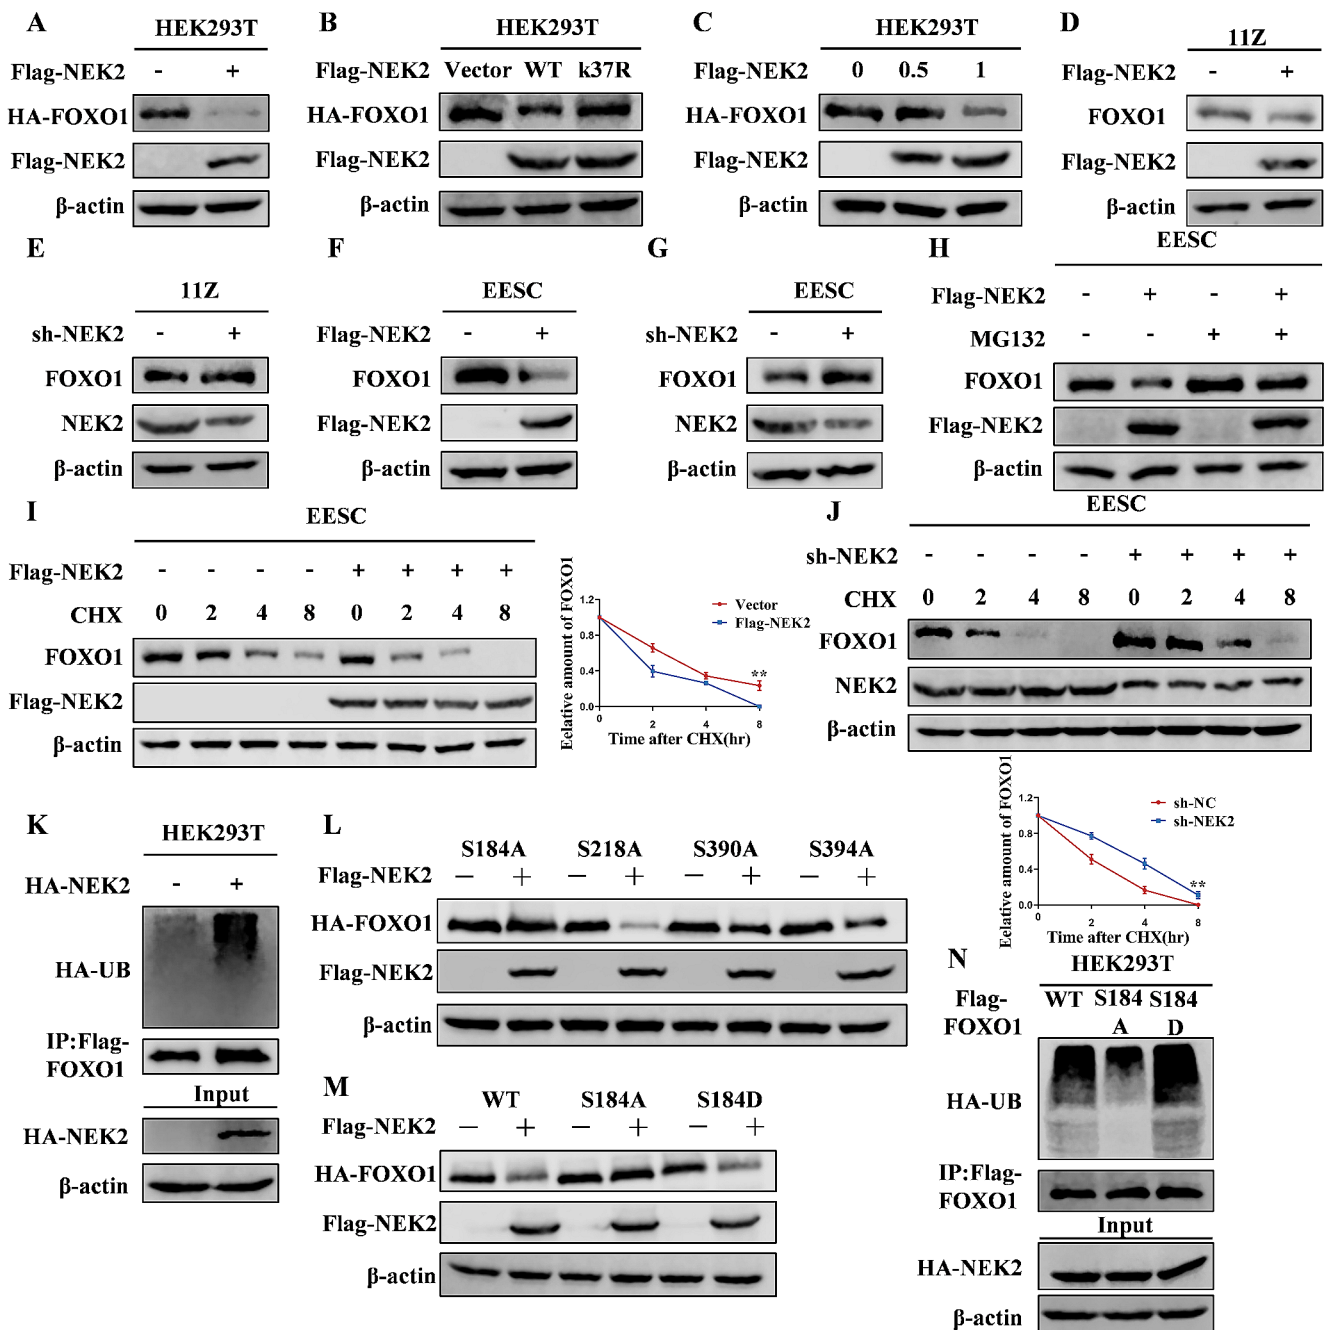 A
HEK293T
Flag-NEK2 - +
HA-FOXO1
Flag-NEK2
β-actin
B
HEK293T
Flag-NEK2 Vector WT k37R
HA-FOXO1
Flag-NEK2
β-actin
C
HEK293T
Flag-NEK2 0 0.5 1
HA-FOXO1
Flag-NEK2
β-actin
D
11Z
Flag-NEK2 - +
FOXO1
Flag-NEK2
β-actin
E
11Z
sh-NEK2 - +
FOXO1
NEK2
β-actin
F
EESC
Flag-NEK2 - +
FOXO1
Flag-NEK2
β-actin
G
EESC
sh-NEK2 - +
FOXO1
NEK2
β-actin
H
EESC
Flag-NEK2 - + - +
MG132 - - + +
FOXO1
Flag-NEK2
β-actin
I
EESC
Flag-NEK2 - - - - + + + +
CHX 0 2 4 8 0 2 4 8
FOXO1
Flag-NEK2
β-actin
Eelative amount of FOXO1
1.2
0.8
0.4
0.0
0 2 4 8
Time after CHX(hr)
Vector
Flag-NEK2
**
J
EESC
sh-NEK2 - - - - + + + +
CHX 0 2 4 8 0 2 4 8
FOXO1
NEK2
β-actin
Eelative amount of FOXO1
1.2
0.8
0.4
0.0
0 2 4 8
Time after CHX(hr)
sh-NC
sh-NEK2
**
K
HEK293T
HA-NEK2 - +
HA-UB
IP:Flag-
FOXO1
Input
HA-NEK2
β-actin
L
S184A S218A S390A S394A
Flag-NEK2 - + - + - + - +
HA-FOXO1
Flag-NEK2
β-actin
M
WT S184A S184D
Flag-NEK2 - + - + - +
HA-FOXO1
Flag-NEK2
β-actin
N
HEK293T
Flag-
FOXO1
WT S184 S184
A D
HA-UB
IP:Flag-
FOXO1
Input
HA-NEK2
β-actin